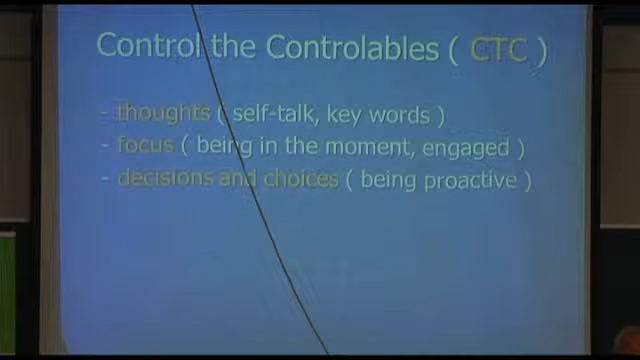 Control the Controlables ( CTC )
- thoughts ( self-talk, key words )
- focus ( being in the moment, engaged )
- decisions and choices ( being proactive )